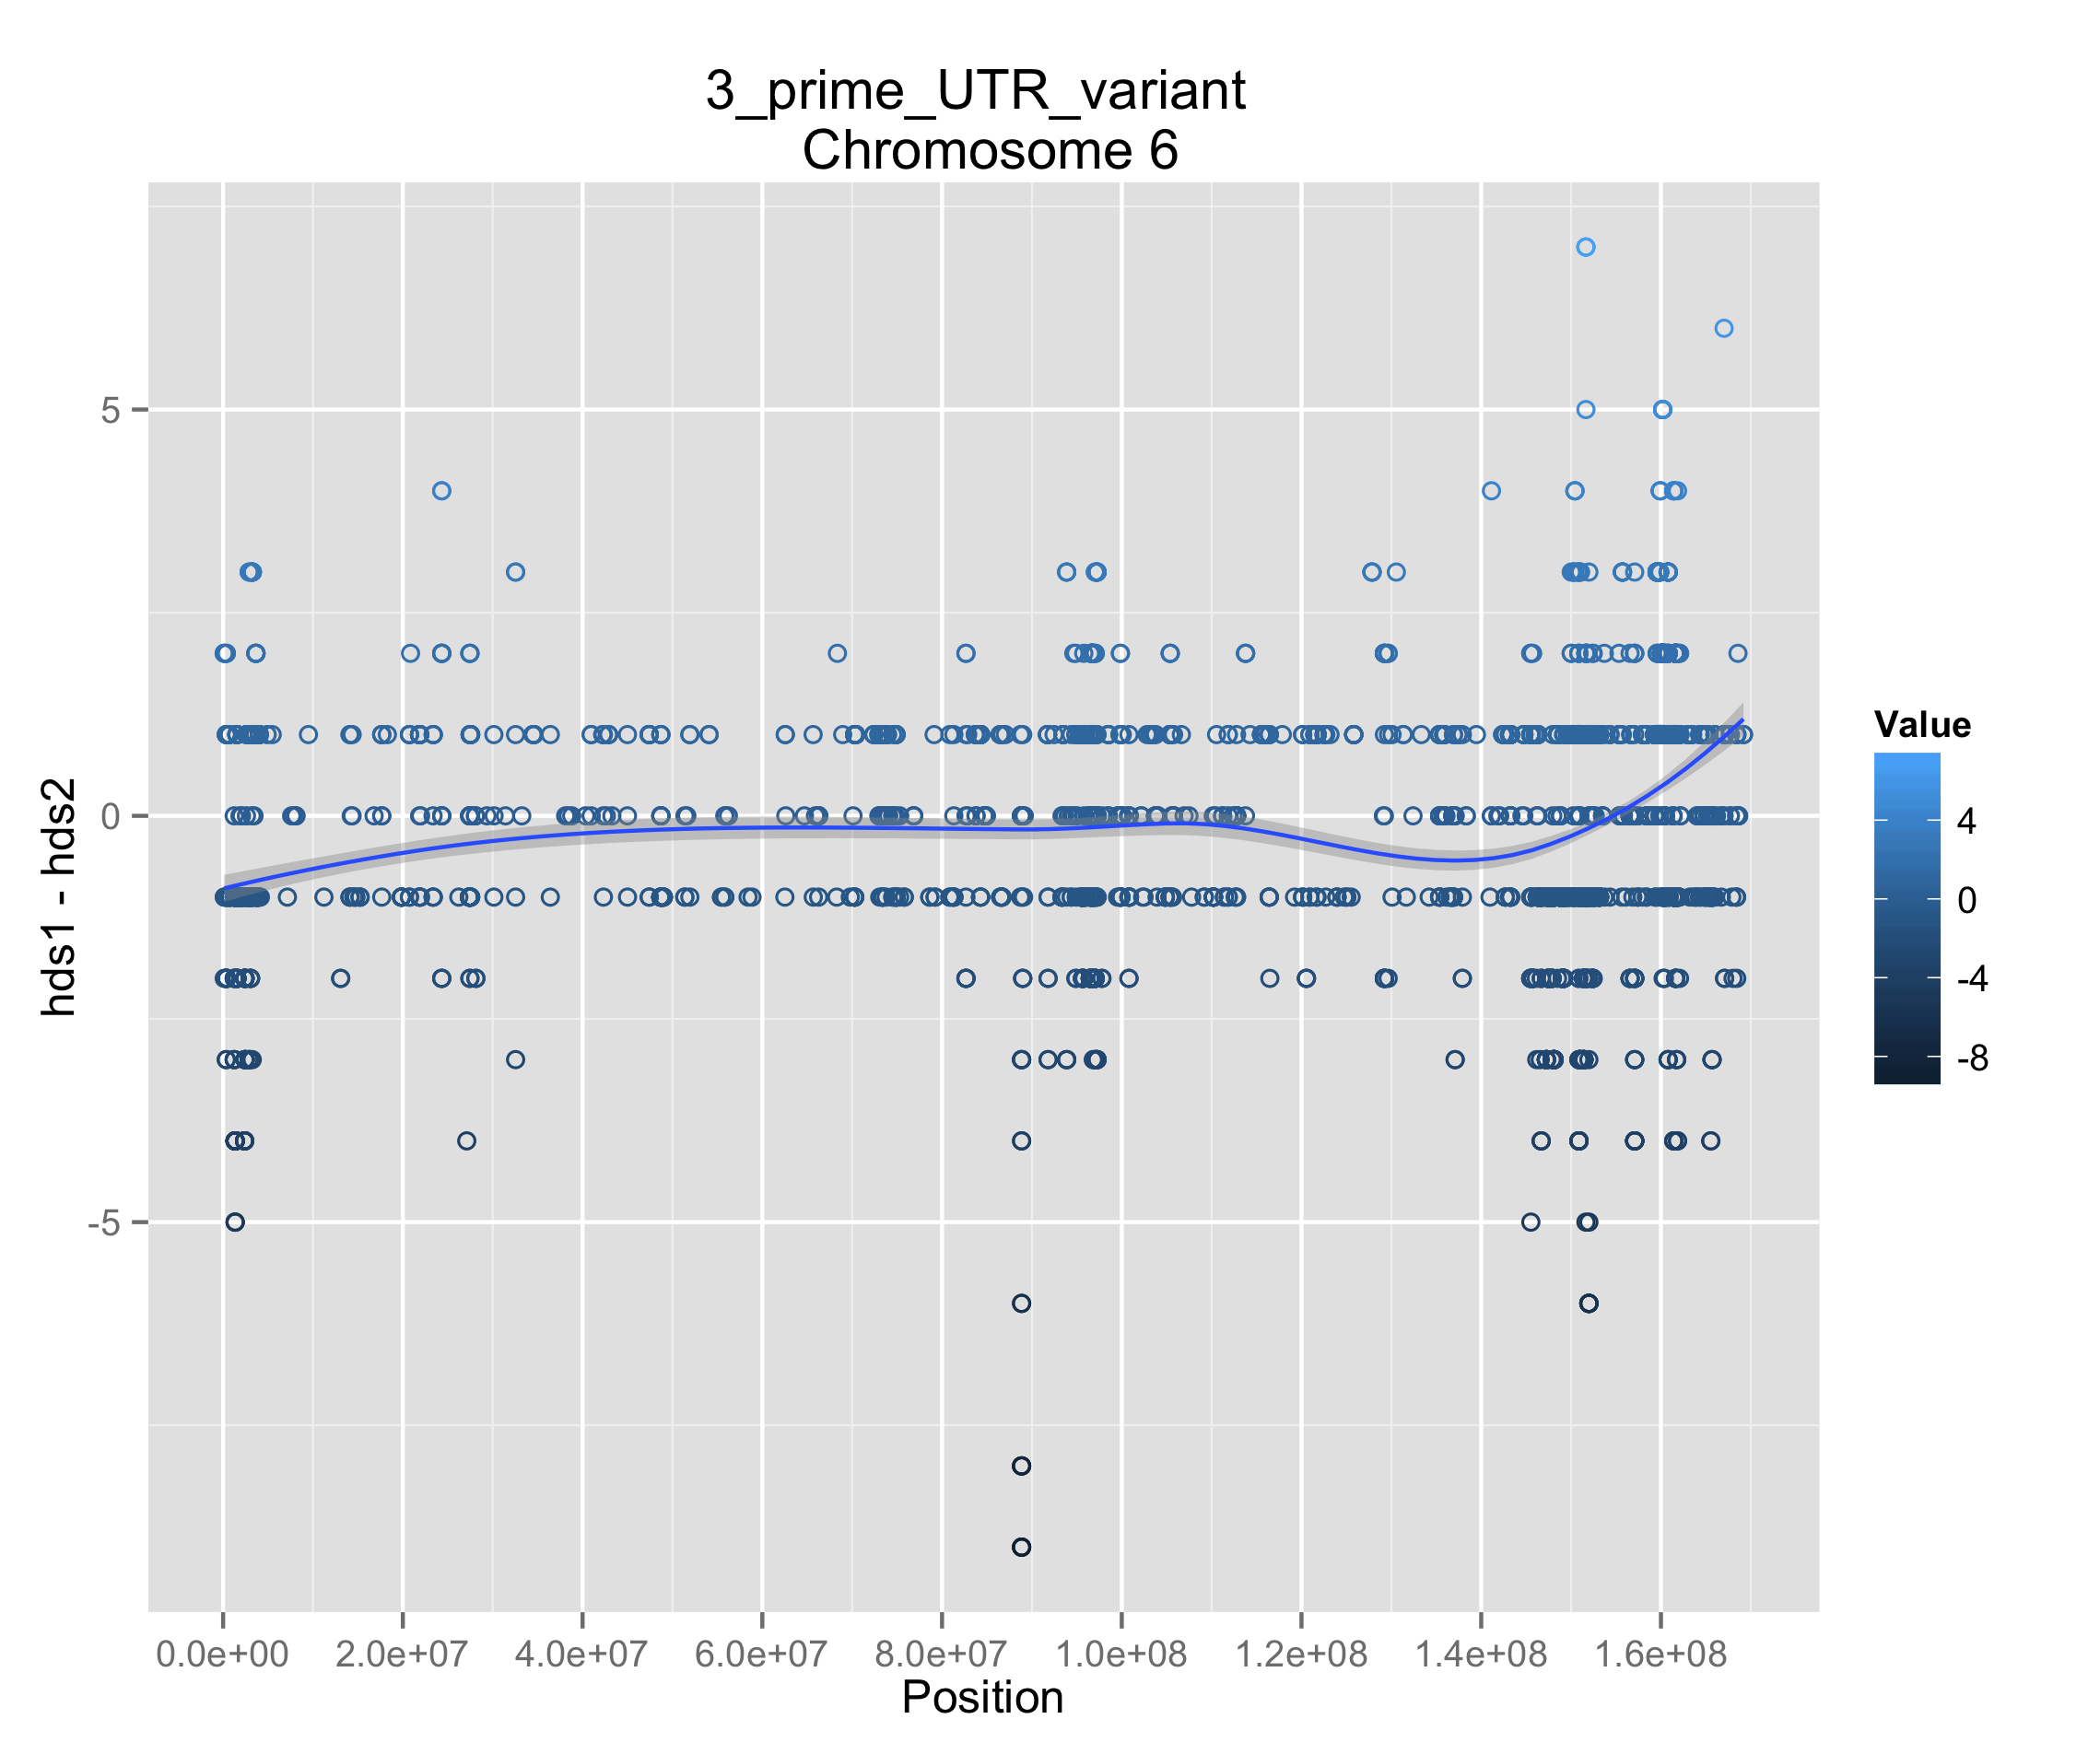 3_prime_UTR_variant
Chromosome 6
hds1 - hds2
5
0
-5
0.0e+00 2.0e+07 4.0e+07 6.0e+07 8.0e+07 1.0e+08 1.2e+08 1.4e+08 1.6e+08
Position
Value
4
0
-4
-8